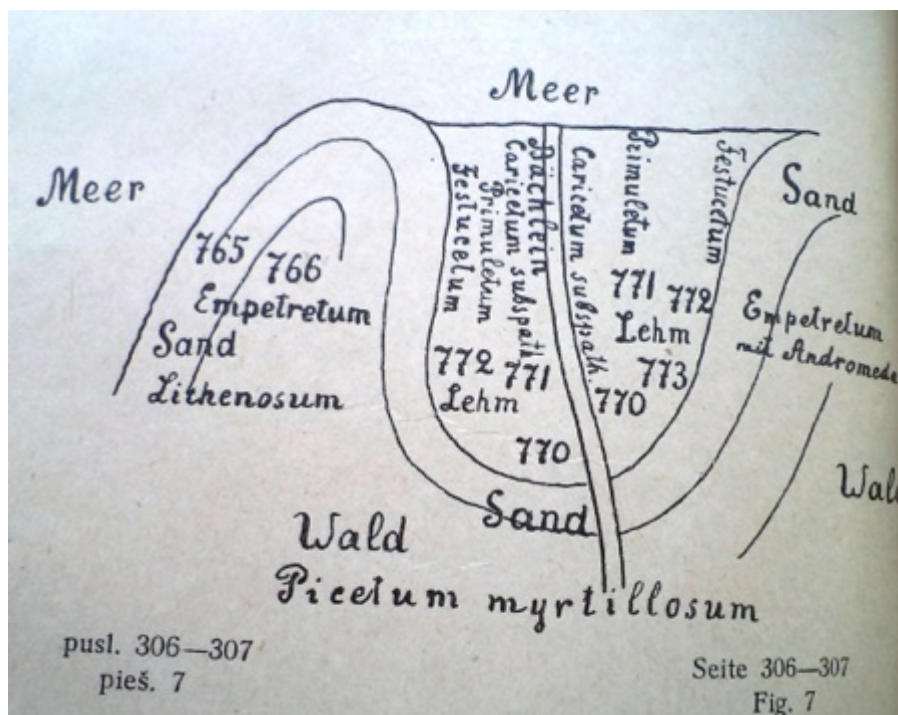 Meer
Meer
Sand
765
766
Empetretum
Sand
Lithenosum
Festucetum
Primuletum
Caricetum subspath.
Bächlein
Caricetum subspath.
Primuletum
Festucetum
772
771
Lehm
770
771
772
Lehm
773
770
Empetretum
mit Andromeda
Sand
Wald
Wal
Picetum myrtillosum
pusl. 306—307
pieš. 7
Seite 306—307
Fig. 7